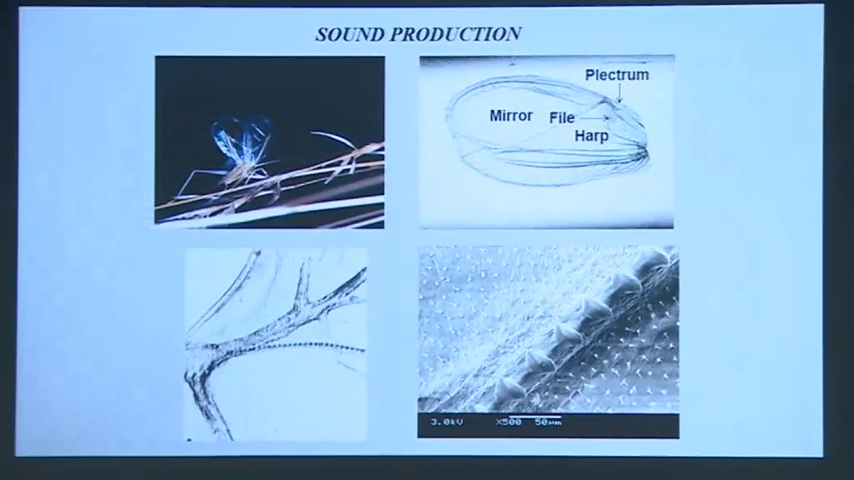 SOUND PRODUCTION
Plectrum
Mirror File
Harp
3.0kV X500 50µm